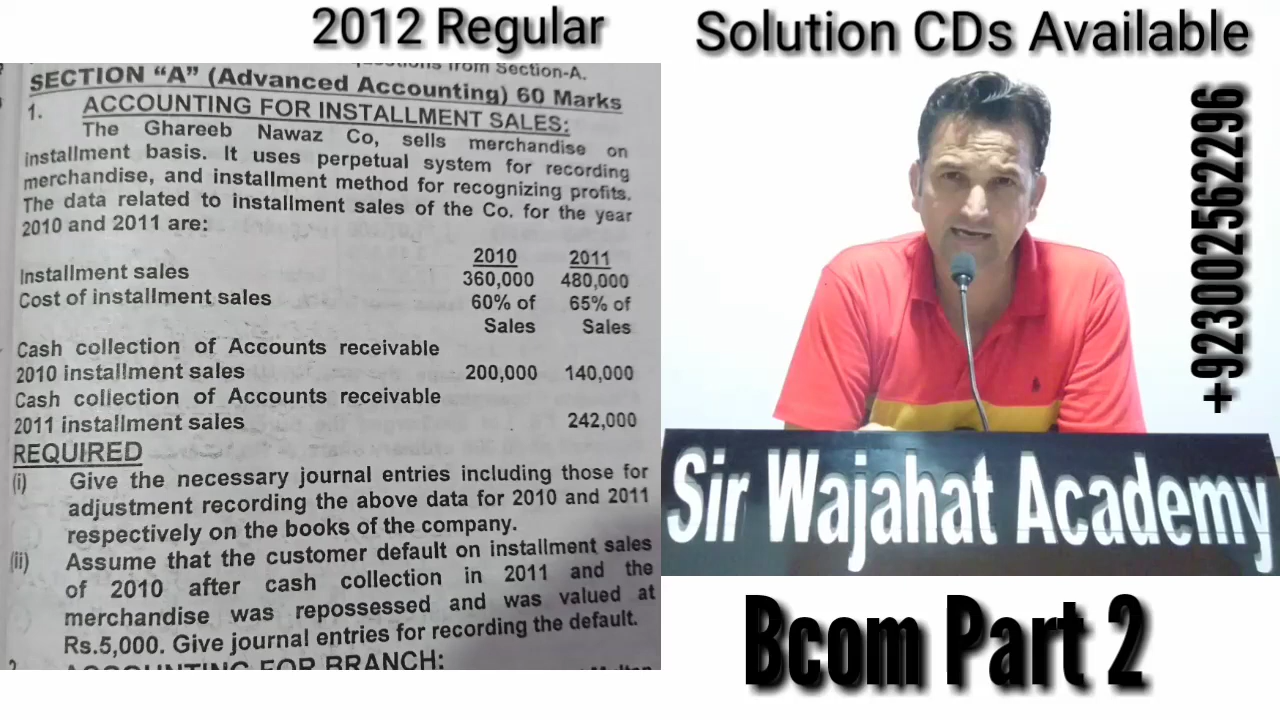 2012 Regular
Solution CDs Available
questions from Section-A.
SECTION “A” (Advanced Accounting) 60 Marks
1. ACCOUNTING FOR INSTALLMENT SALES:
The Ghareeb Nawaz Co, sells merchandise on
installment basis. It uses perpetual system for recording
merchandise, and installment method for recognizing profits.
The data related to installment sales of the Co. for the year
2010 and 2011 are:
2010 2011
Installment sales 360,000 480,000
Cost of installment sales 60% of 65% of
Sales Sales
Cash collection of Accounts receivable
2010 installment sales 200,000 140,000
Cash collection of Accounts receivable
2011 installment sales 242,000
REQUIRED
(i) Give the necessary journal entries including those for
adjustment recording the above data for 2010 and 2011
respectively on the books of the company.
(ii) Assume that the customer default on installment sales
of 2010 after cash collection in 2011 and the
merchandise was repossessed and was valued at
Rs.5,000. Give journal entries for recording the default.
2. ACCOUNTING FOR BRANCH:
+923002562296
Sir Wajahat Academy
Bcom Part 2